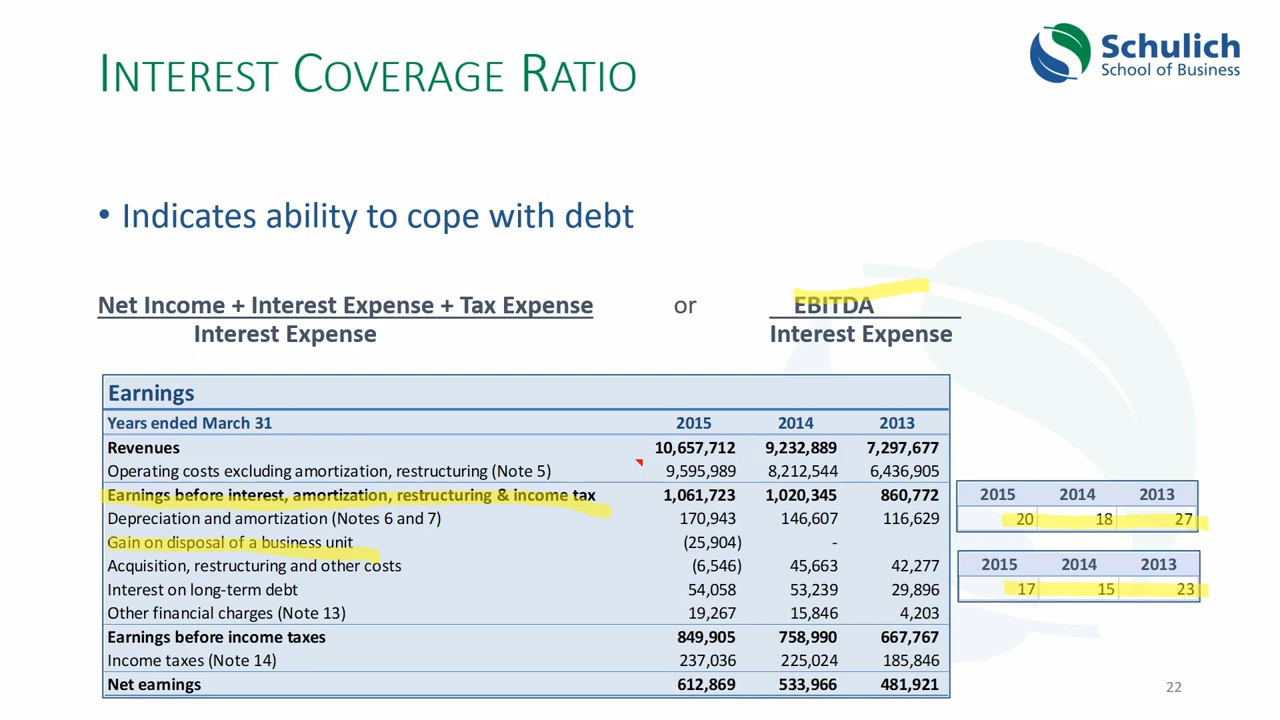 INTEREST COVERAGE RATIO
Schulich
School of Business
• Indicates ability to cope with debt
Net Income + Interest Expense + Tax Expense or EBITDA
Interest Expense Interest Expense
Earnings
Years ended March 31 2015 2014 2013
Revenues 10,657,712 9,232,889 7,297,677
Operating costs excluding amortization, restructuring (Note 5) 9,595,989 8,212,544 6,436,905
Earnings before interest, amortization, restructuring & income tax 1,061,723 1,020,345 860,772
Depreciation and amortization (Notes 6 and 7) 170,943 146,607 116,629
Gain on disposal of a business unit (25,904) -
Acquisition, restructuring and other costs (6,546) 45,663 42,277
Interest on long-term debt 54,058 53,239 29,896
Other financial charges (Note 13) 19,267 15,846 4,203
Earnings before income taxes 849,905 758,990 667,767
Income taxes (Note 14) 237,036 225,024 185,846
Net earnings 612,869 533,966 481,921
2015 2014 2013
20 18 27
2015 2014 2013
17 15 23
22